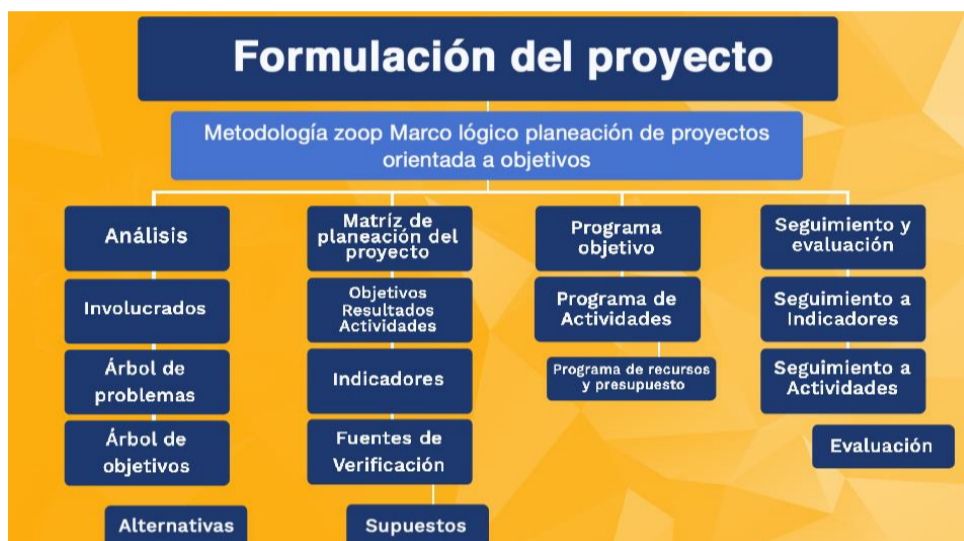 Formulación del proyecto
Metodología zoop Marco lógico planeación de proyectos
orientada a objetivos
Análisis
Involucrados
Árbol de
problemas
Árbol de
objetivos
Alternativas
Matríz de
planeación del
proyecto
Objetivos
Resultados
Actividades
Indicadores
Fuentes de
Verificación
Supuestos
Programa
objetivo
Programa de
Actividades
Programa de recursos
y presupuesto
Seguimiento y
evaluación
Seguimiento a
Indicadores
Seguimiento a
Actividades
Evaluación